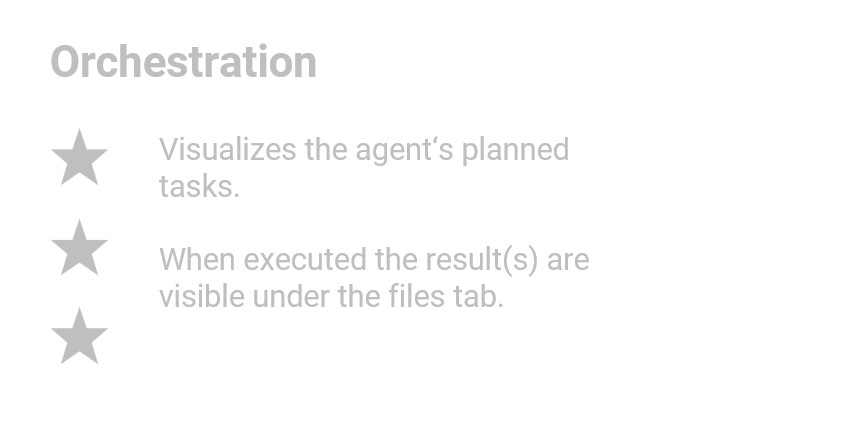 Orchestration
Visualizes the agent‘s planned
tasks.
When executed the result(s) are
visible under the files tab.